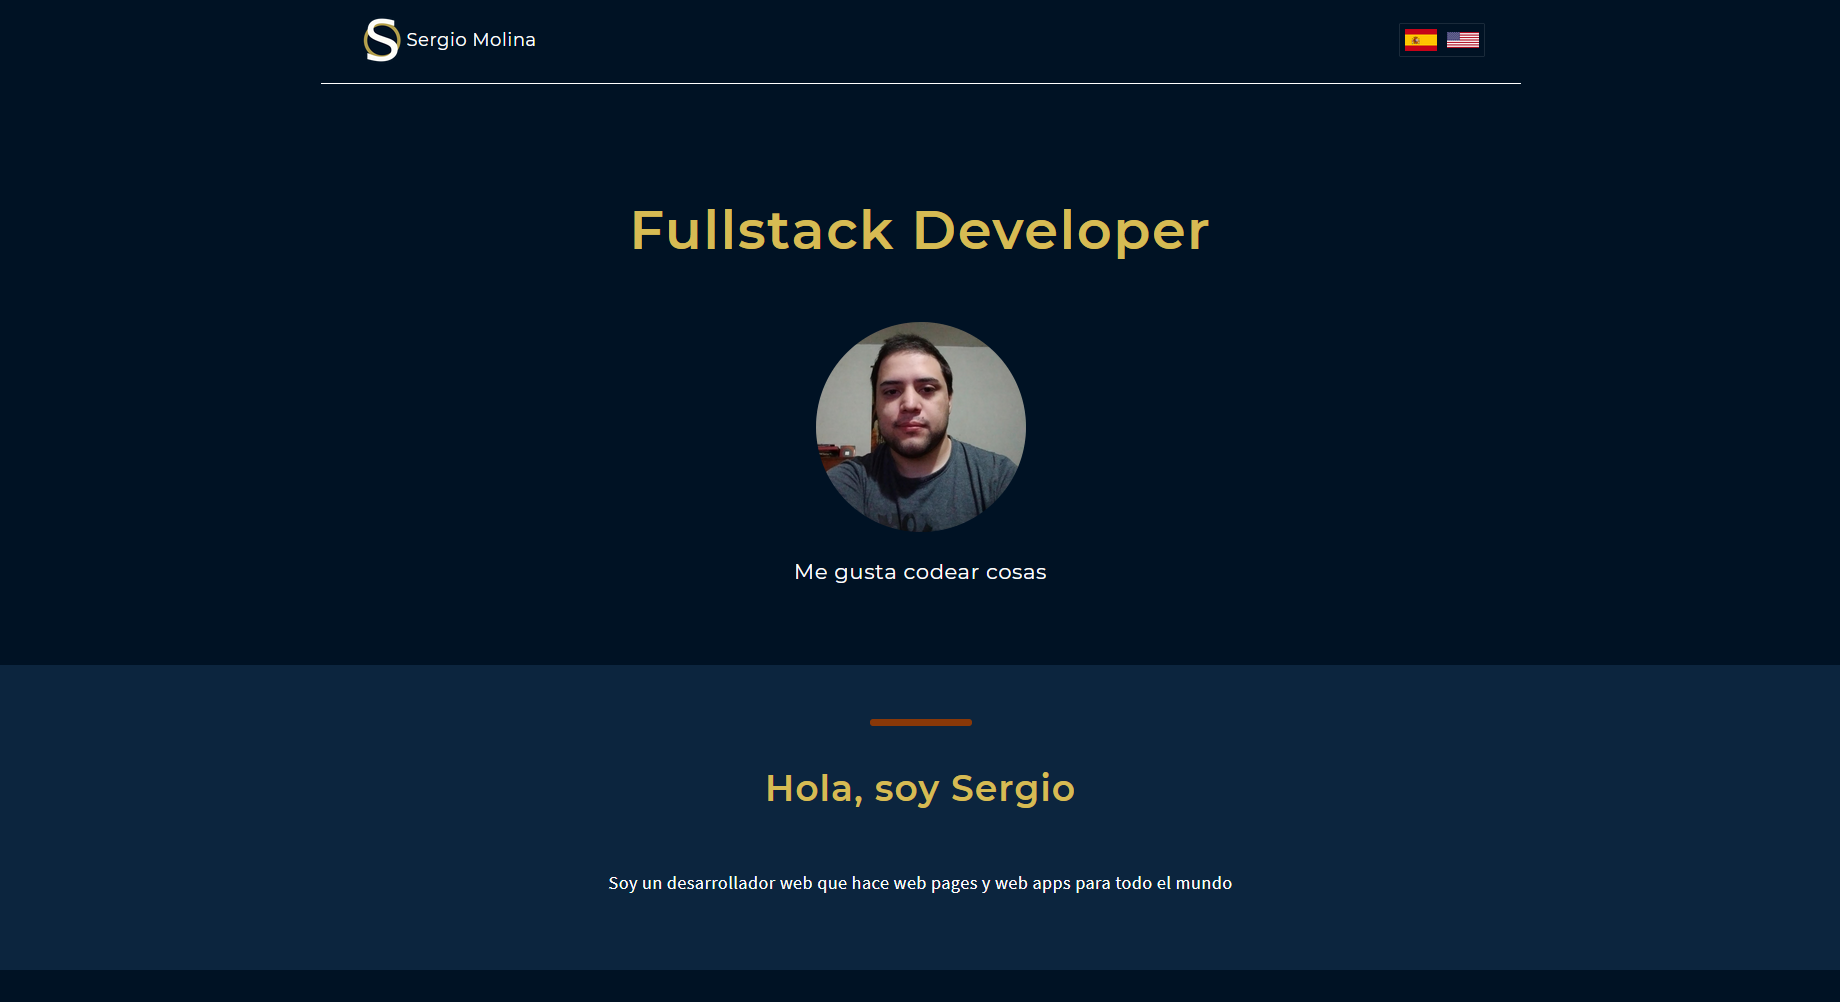 S Sergio Molina
Fullstack Developer
Me gusta codear cosas
Hola, soy Sergio
Soy un desarrollador web que hace web pages y web apps para todo el mundo